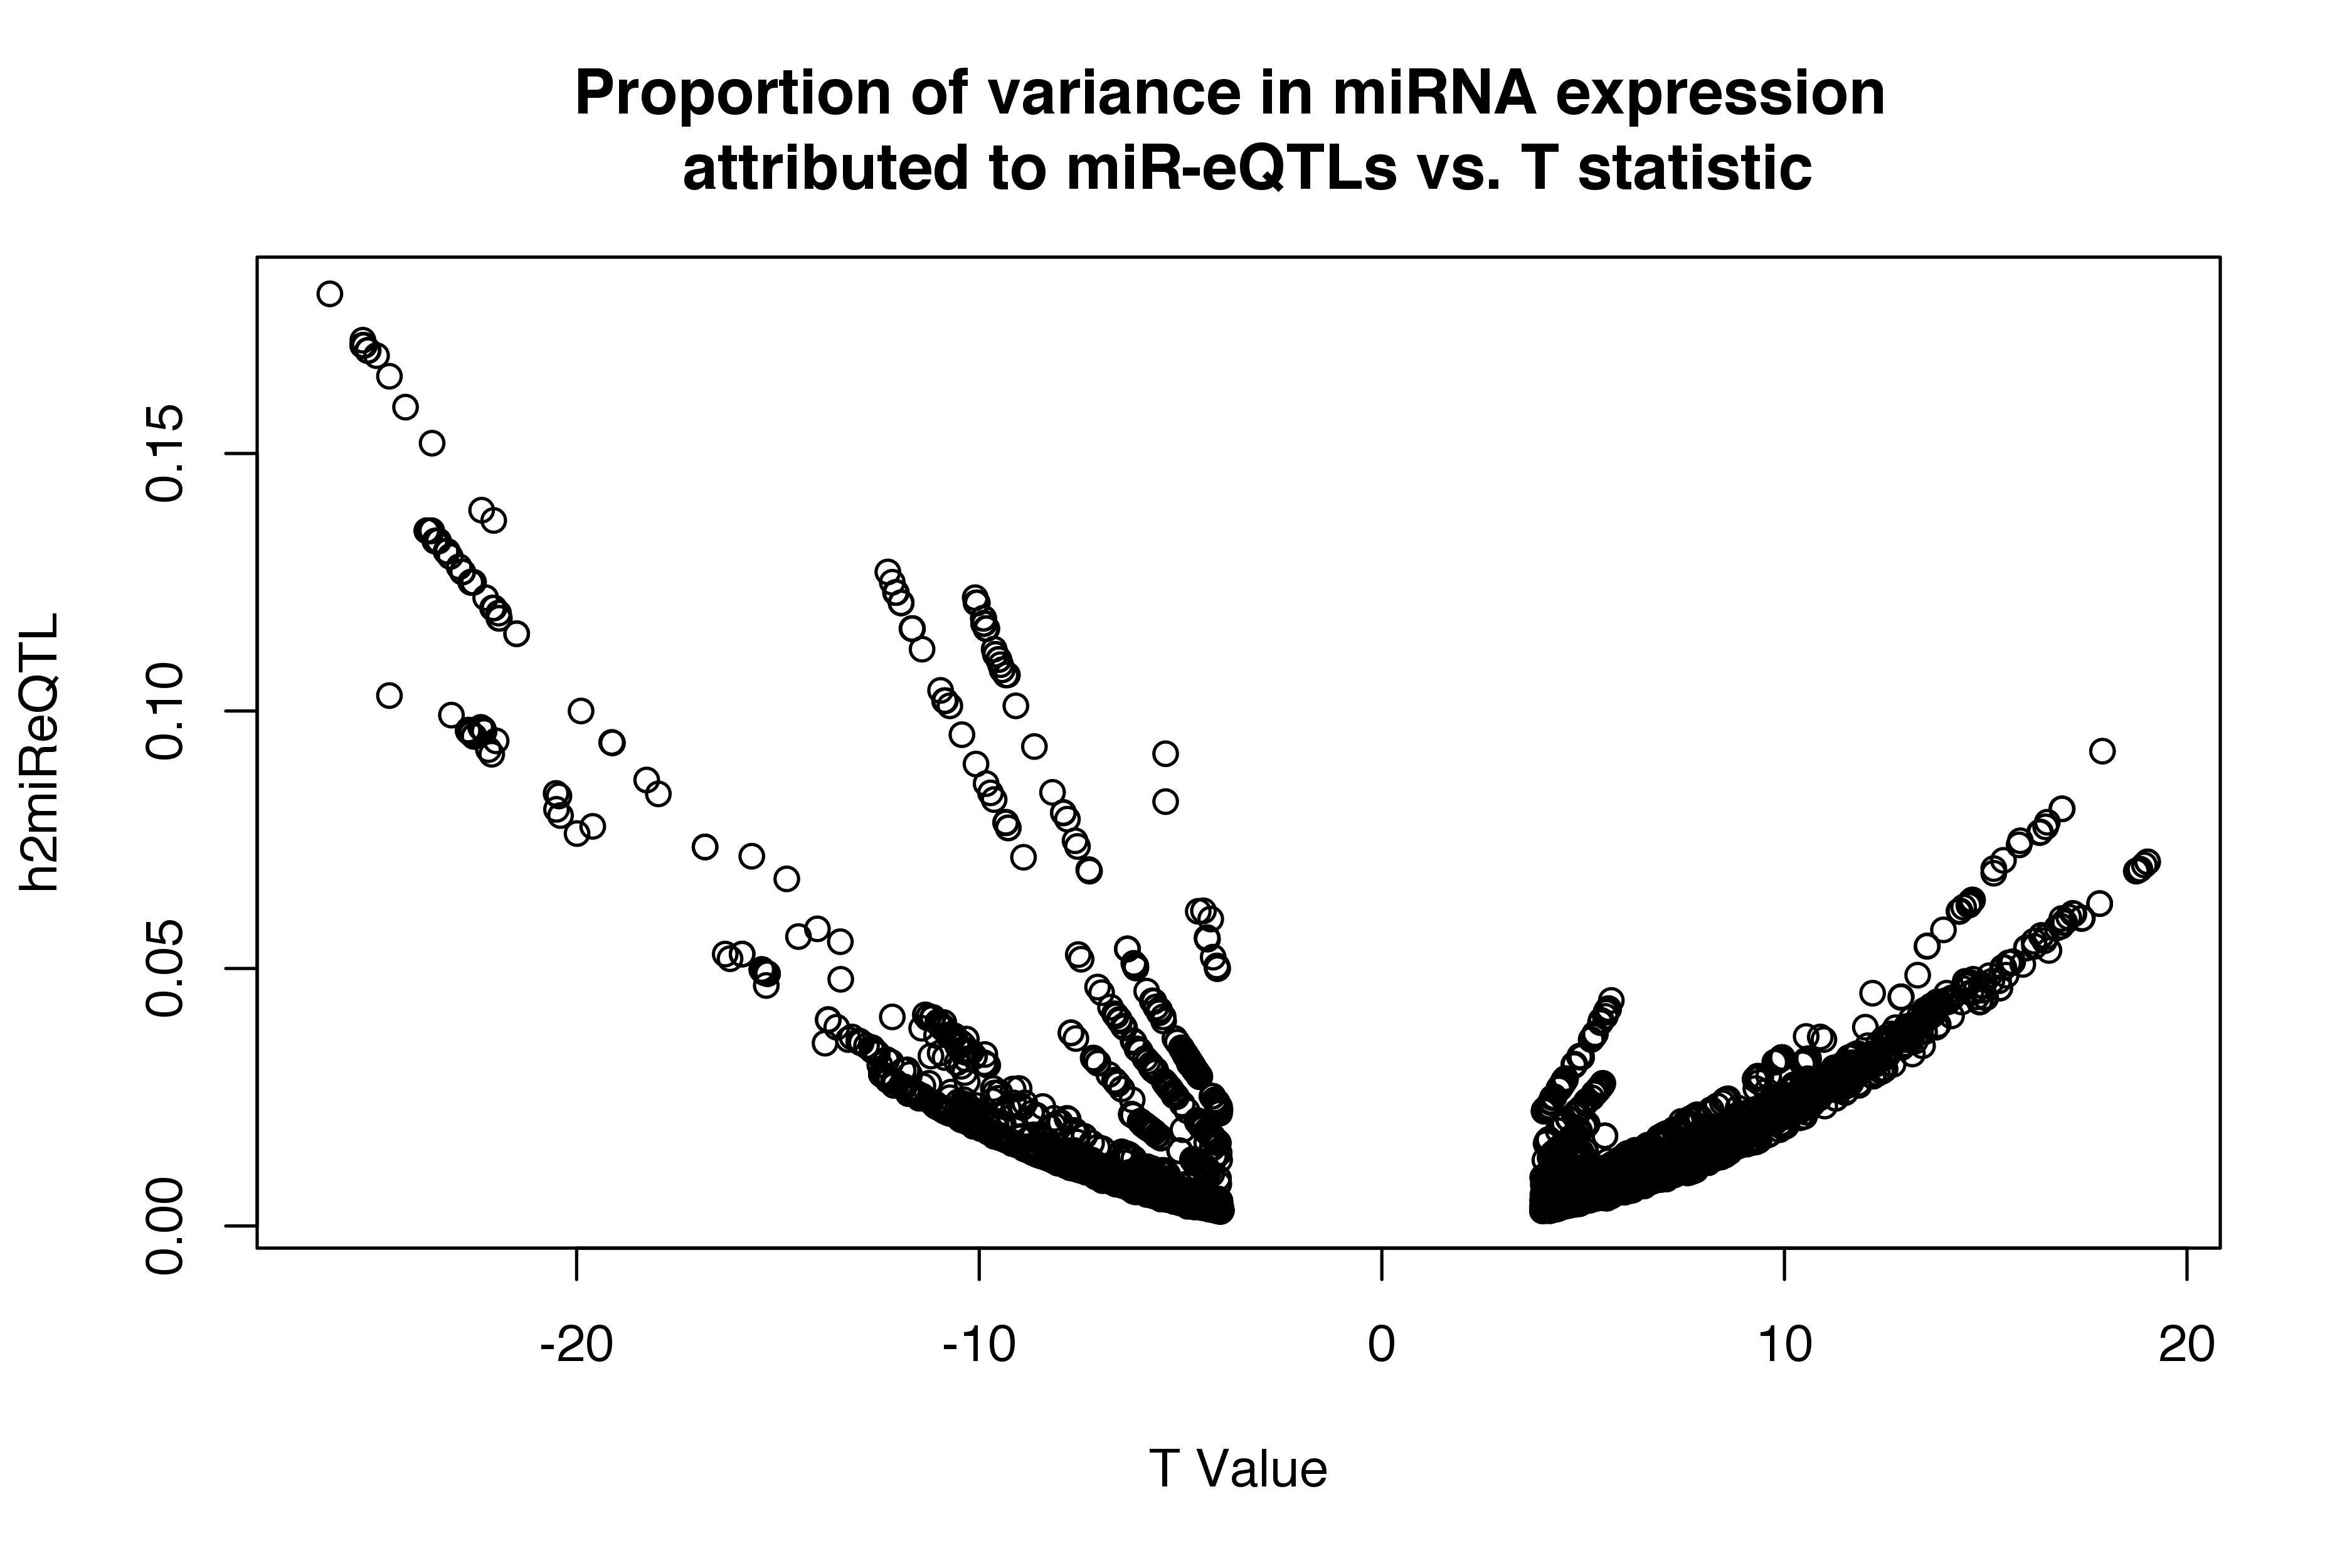 Proportion of variance in miRNA expression
attributed to miR-eQTLs vs. T statistic
h2miReQTL
0.15
0.10
0.05
0.00
-20
-10
0
10
20
T Value